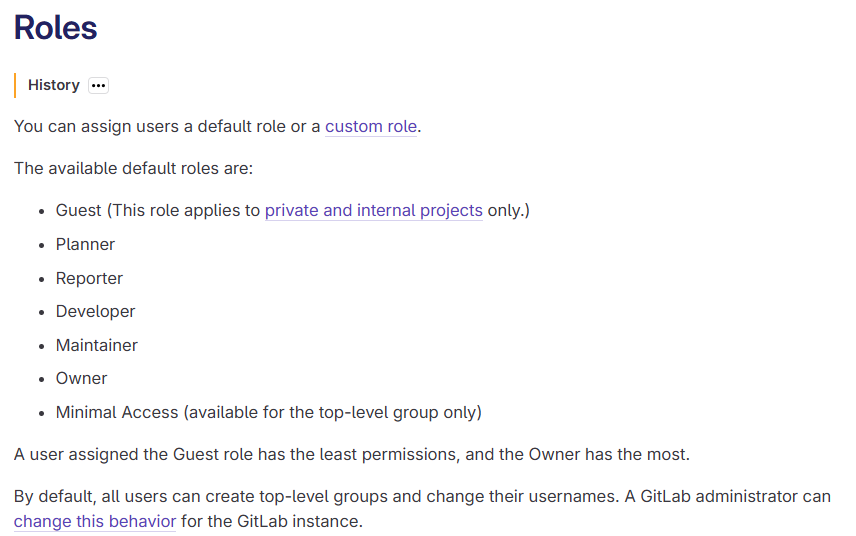 Roles
History •••
You can assign users a default role or a custom role.
The available default roles are:
• Guest (This role applies to private and internal projects only.)
• Planner
• Reporter
• Developer
• Maintainer
• Owner
• Minimal Access (available for the top-level group only)
A user assigned the Guest role has the least permissions, and the Owner has the most.
By default, all users can create top-level groups and change their usernames. A GitLab administrator can
change this behavior for the GitLab instance.